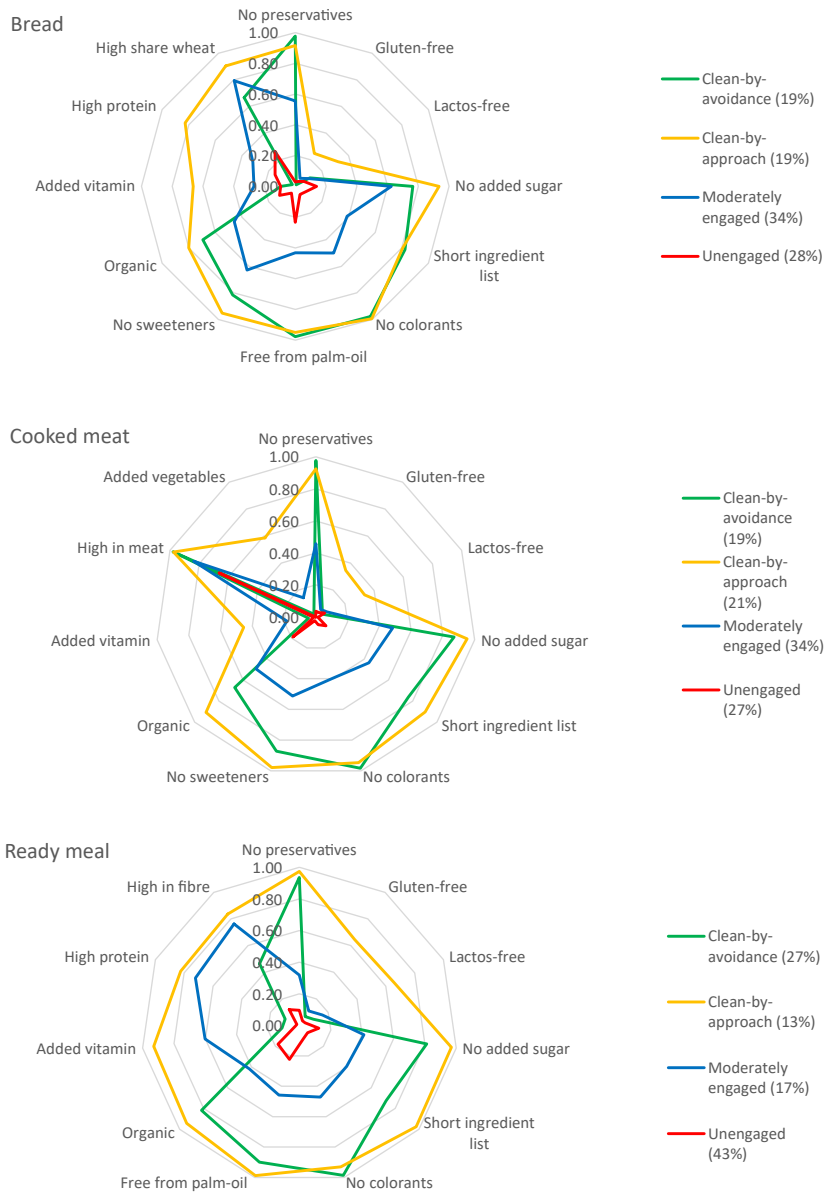 Bread
No preservatives
1.00
0.80
0.60
0.40
0.20
0.00
Gluten-free
Lactos-free
No added sugar
Short ingredient
list
No colorants
Free from palm-oil
No sweeteners
Organic
Added vitamin
High protein
High share wheat
Clean-by-
avoidance (19%)
Clean-by-
approach (19%)
Moderately
engaged (34%)
Unengaged (28%)
Cooked meat
No preservatives
1.00
0.80
0.60
0.40
0.20
0.00
Gluten-free
Lactos-free
No added sugar
Short ingredient list
No colorants
No sweeteners
Organic
Added vitamin
High in meat
Added vegetables
Clean-by-
avoidance
(19%)
Clean-by-
approach
(21%)
Moderately
engaged (34%)
Unengaged
(27%)
Ready meal
No preservatives
1.00
0.80
0.60
0.40
0.20
0.00
Gluten-free
Lactos-free
No added sugar
Short ingredient
list
No colorants
Free from palm-oil
Organic
Added vitamin
High protein
High in fibre
Clean-by-
avoidance (27%)
Clean-by-
approach (13%)
Moderately
engaged (17%)
Unengaged
(43%)